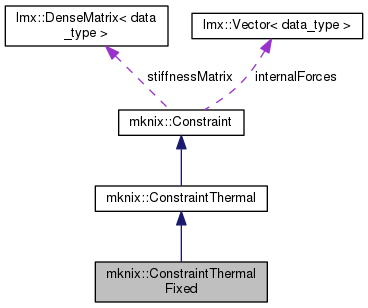 lmx::DenseMatrix< data
_type >
lmx::Vector< data_type >
stiffnessMatrix
internalForces
mknix::Constraint
mknix::ConstraintThermal
mknix::ConstraintThermal
Fixed